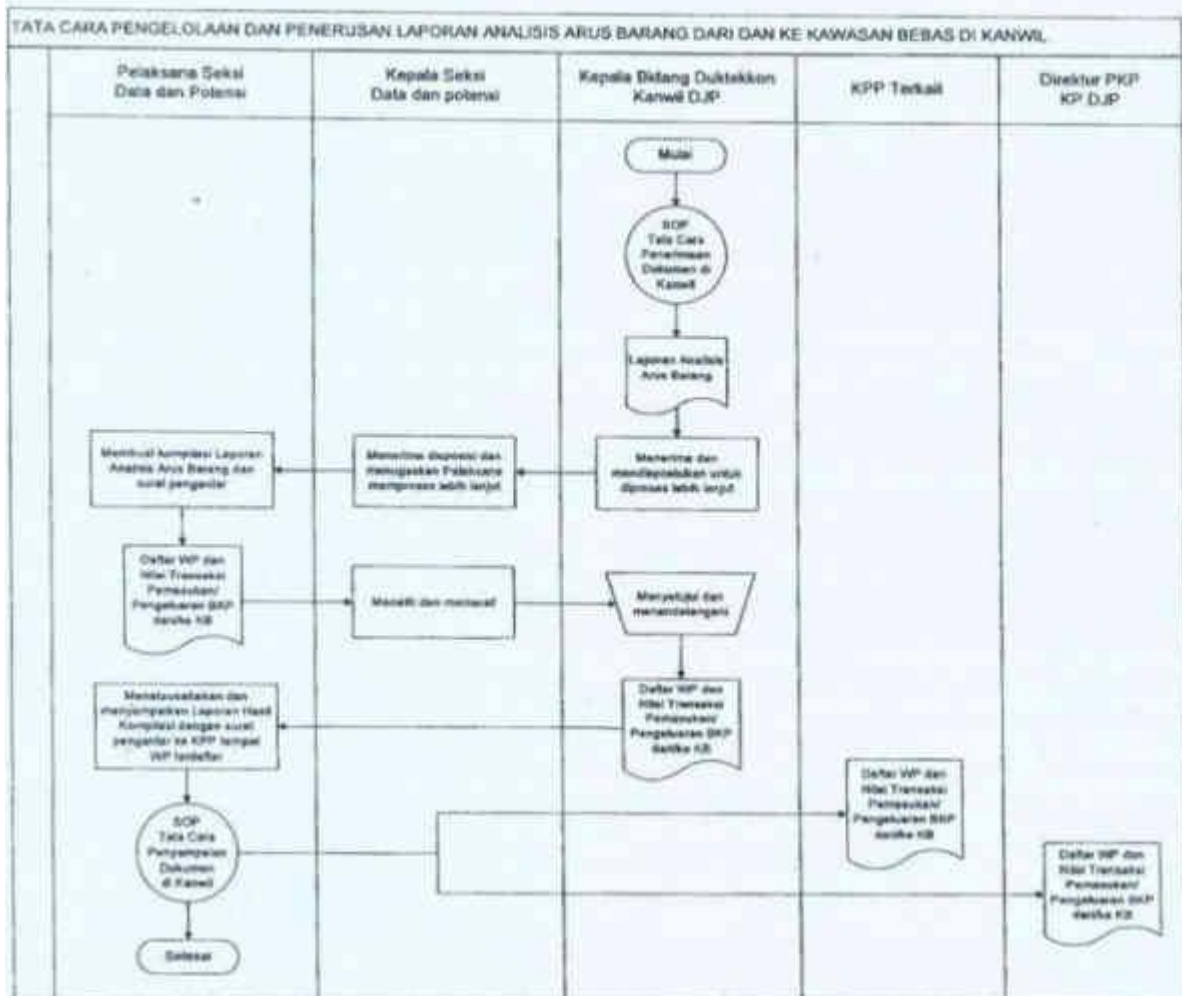 TATA CARA PENGELOLAAN DAN PENERUSAN LAPORAN ANALISIS ARUS BARANG DARI DAN KE KAWASAN BEBAS DI KANWIL
Pelaksana Seksi
Data dan Potensi
Kepala Seksi
Data dan potensi
Kepala Bidang Duktekkon
Kanwil DJP
KPP Terkait
Direktur PKP
KP DJP
Mulai
SOP
Tata Cara
Penerimaan
Dokumen di
Kanwil
Laporan Analisis
Arus Barang
Membuat kompilasi Laporan
Analisis Arus Barang dan
surat pengantar
Menerima disposisi dan
menugaskan Pelaksana
memproses lebih lanjut
Menerima dan
mendisposisikan untuk
diproses lebih lanjut
Daftar WP dan
Nilai Transaksi
Pemasukan/
Pengeluaran BKP
dari/ke KB
Meneliti dan memaraf
Menyetujui dan
menandatangani
Menatausahakan dan
menyampaikan Laporan Hasil
Kompilasi dengan surat
pengantar ke KPP tempat
WP terdaftar
Daftar WP dan
Nilai Transaksi
Pemasukan/
Pengeluaran BKP
dari/ke KB
Daftar WP dan
Nilai Transaksi
Pemasukan/
Pengeluaran BKP
dari/ke KB
SOP
Tata Cara
Penyampaian
Dokumen
di Kanwil
Daftar WP dan
Nilai Transaksi
Pemasukan/
Pengeluaran BKP
dari/ke KB
Selesai